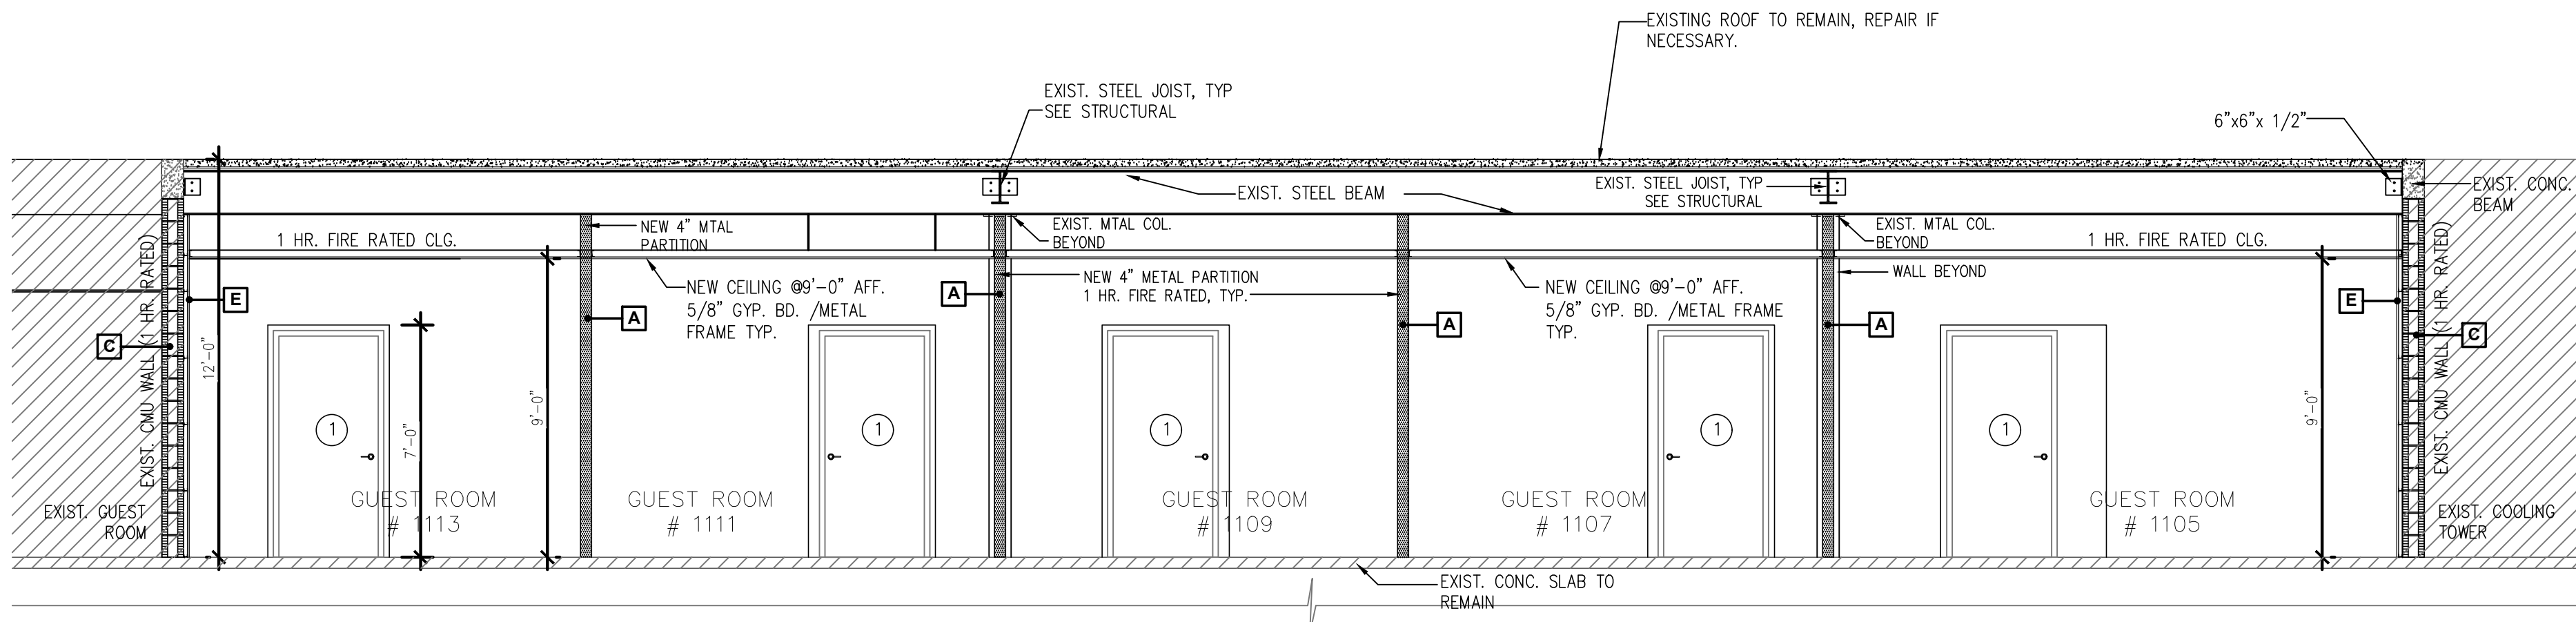 EXISTING ROOF TO REMAIN, REPAIR IF
NECESSARY.
EXIST. STEEL JOIST, TYP
SEE STRUCTURAL
6"x6"x 1/2"
EXIST. STEEL BEAM
EXIST. STEEL JOIST, TYP
SEE STRUCTURAL
EXIST. CONC.
BEAM
1 HR. FIRE RATED CLG.
NEW 4" MTAL
PARTITION
EXIST. MTAL COL.
BEYOND
EXIST. MTAL COL.
BEYOND
1 HR. FIRE RATED CLG.
NEW CEILING @9'-0" AFF.
5/8" GYP. BD. /METAL
FRAME TYP.
NEW 4" METAL PARTITION
1 HR. FIRE RATED, TYP.
NEW CEILING @9'-0" AFF.
5/8" GYP. BD. /METAL FRAME
TYP.
WALL BEYOND
E
A
A
A
A
E
C
C
EXIST. CMU WALL (1 HR. RATED)
12'-0"
7'-0"
9'-0"
9'-0"
EXIST. CMU WALL (1 HR. RATED)
1
1
1
1
1
EXIST. GUEST
ROOM
GUEST ROOM
# 1113
GUEST ROOM
# 1111
GUEST ROOM
# 1109
GUEST ROOM
# 1107
GUEST ROOM
# 1105
EXIST. COOLING
TOWER
EXIST. CONC. SLAB TO
REMAIN